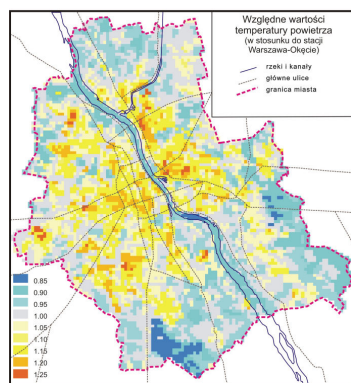 Względne wartości
temperatury powietrza
(w stosunku do stacji
Warszawa-Okęcie)
rzeki i kanały
główne ulice
granica miasta
0.85
0.90
0.95
1.00
1.05
1.10
1.15
1.20
1.25